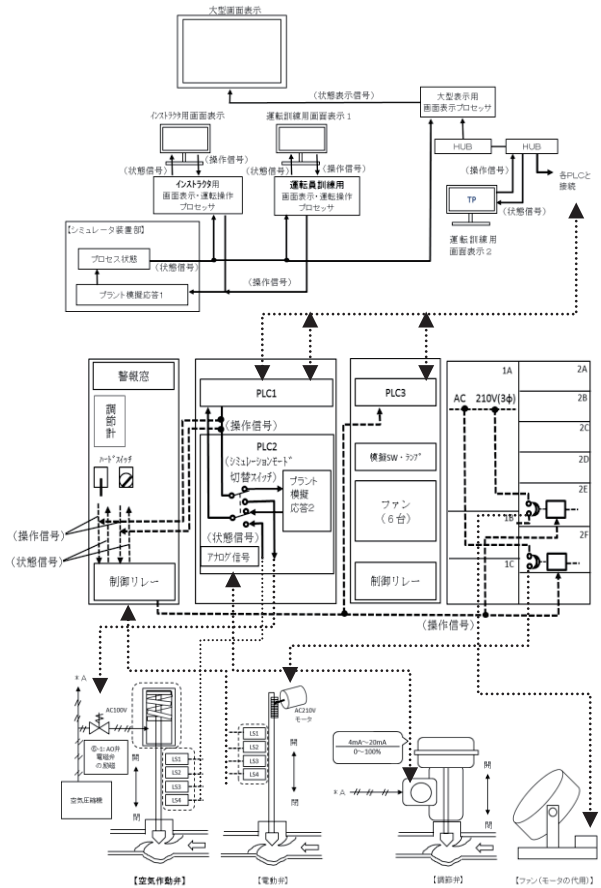 大型画面表示
(状態表示信号)
大型表示用
画面表示プロセッサ
インストラクタ用画面表示
運転訓練用画面表示1
HUB
HUB
(操作信号)
(状態信号)
(操作信号)
(状態信号)
(操作信号)
各PLCと
接続
インストラクタ用
画面表示・運転操作
プロセッサ
運転員訓練用
画面表示・運転操作
プロセッサ
TP
(状態信号)
運転訓練用
画面表示2
【シミュレータ装置部】
プロセス状態
(状態信号)
(操作信号)
プラント模擬応答1
警報窓
調節計
ハードスイッチ
(操作信号)
(状態信号)
制御リレー
PLC1
(操作信号)
PLC2
(シミュレーションモード
切替スイッチ)
プラント
模擬
応答2
(状態信号)
アナログ信号
PLC3
模擬SW・ランプ
ファン
(6台)
制御リレー
1A
2A
AC 210V(3φ)
2B
2C
2D
2E
1B
2F
1C
(操作信号)
*A
AC100V
⑥-1:AO弁
電磁弁
の励磁
空気圧縮機
開
閉
LS1
LS2
LS3
LS4
【空気作動弁】
AC210V
モータ
LS1
LS2
LS3
LS4
開
閉
【電動弁】
4mA～20mA
0～100%
*A
開
閉
【調節弁】
【ファン(モータの代用)】